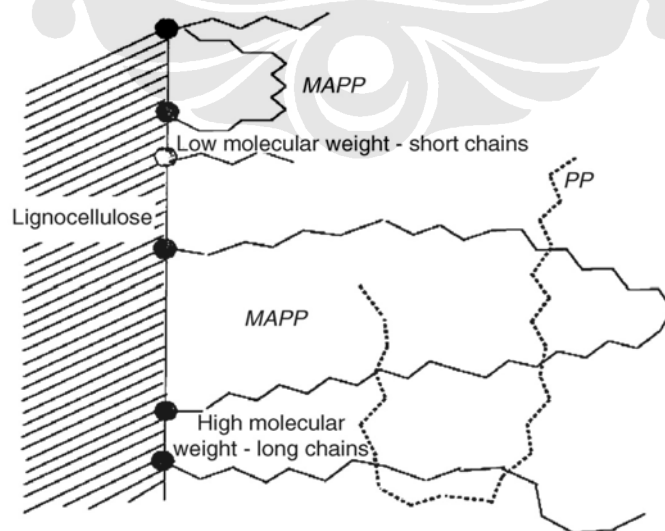 MAPP
Low molecular weight - short chains
PP
Lignocellulose
MAPP
High molecular
weight - long chains